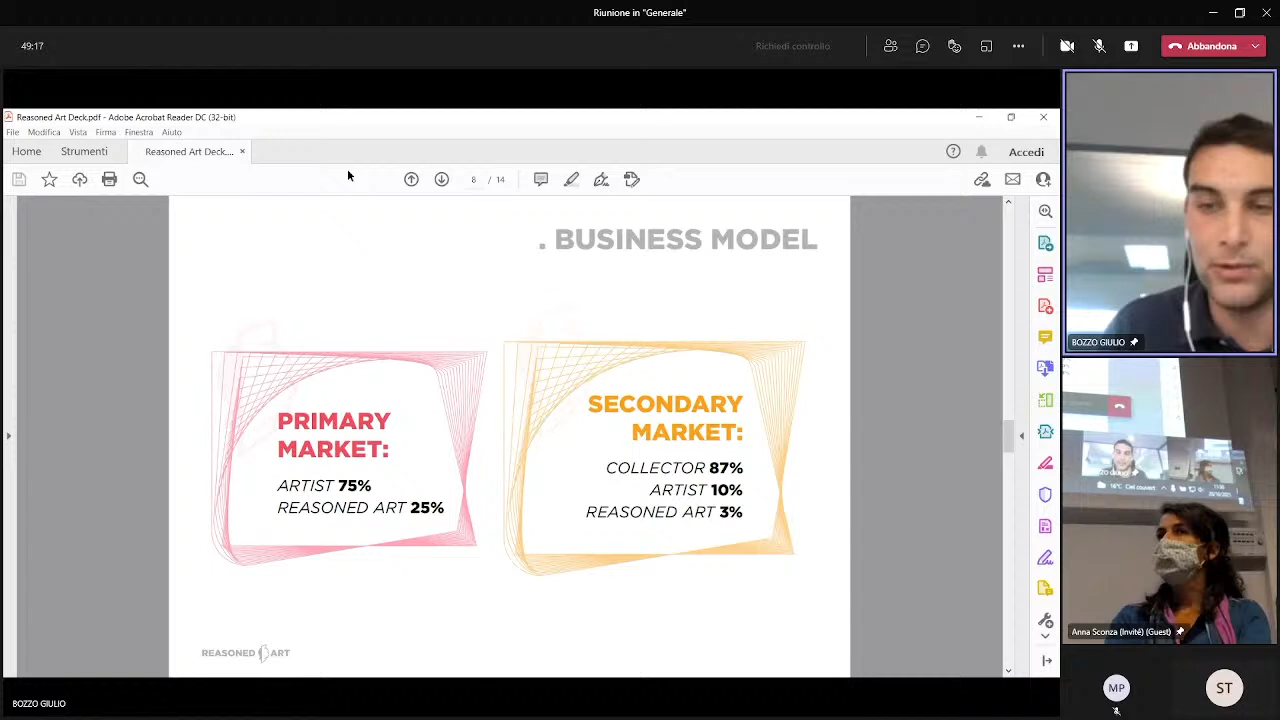 Riunione in "Generale"
49:17
Richiedi controllo
Abbandona
Reasoned Art Deck.pdf - Adobe Acrobat Reader DC (32-bit)
File Modifica Vista Firma Finestra Aiuto
Home Strumenti Reasoned Art Deck.... × Accedi
8 / 14
. BUSINESS MODEL
PRIMARY
MARKET:
ARTIST 75%
REASONED ART 25%
SECONDARY
MARKET:
COLLECTOR 87%
ARTIST 10%
REASONED ART 3%
REASONED ART
BOZZO GIULIO
BOZZO GIULIO
16°C Ciel couvert
Anna Sconza (Invité) (Guest)
MP
ST